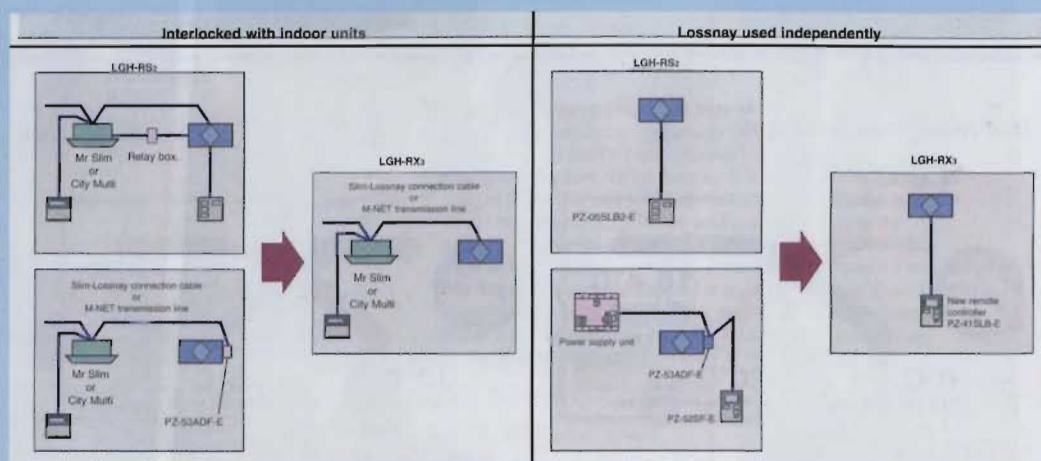 Interlocked with indoor units
LGH-RS2
Mr Slim
or
City Multi
Relay box.
Slim-Lossnay connection cable
or
M-NET transmission line
Mr Slim
or
City Multi
PZ-53ADF-E
LGH-RX3
Slim-Lossnay connection cable
or
M-NET transmission line
Mr Slim
or
City Multi
Lossnay used independently
LGH-RS2
PZ-05SLB2-E
Power supply unit
PZ-53ADF-E
PZ-52SF-E
LGH-RX3
New remote
controller
PZ-41SLB-E